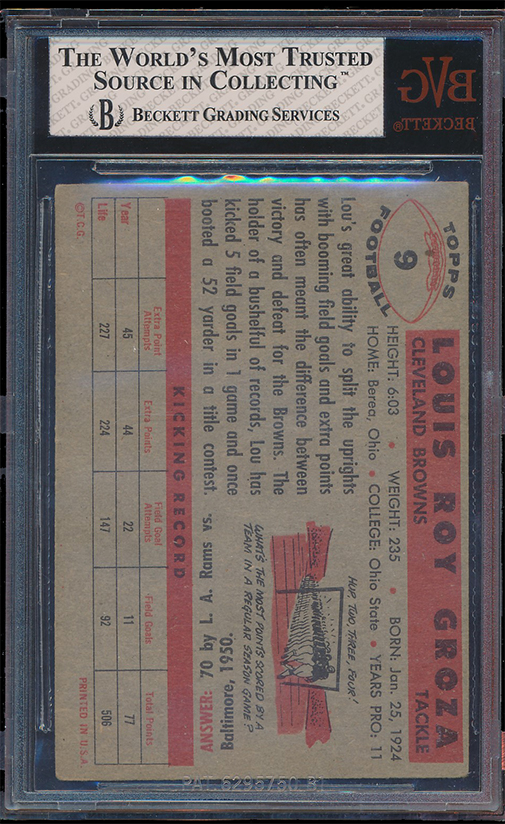 THE WORLD'S MOST TRUSTED
SOURCE IN COLLECTING™
B BECKETT GRADING SERVICES
BVG
BECKETT®
TOPPS
9
FOOTBALL
LOUIS ROY GROZA
CLEVELAND BROWNS TACKLE
HEIGHT: 6:03 • WEIGHT: 235 • BORN: Jan. 25, 1924
HOME: Berea, Ohio • COLLEGE: Ohio State • YEARS PRO: 11
Lou's great ability to split the uprights
with booming field goals and extra points
has often meant the difference between
victory and defeat for the Browns. The
holder of a bushelful of records, Lou has
kicked 5 field goals in 1 game and once
booted a 52 yarder in a title contest.
HUP, TWO, THREE, FOUR!
WHAT'S THE MOST POINTS SCORED BY A
TEAM IN A REGULAR SEASON GAME?
ANSWER: 70 by L. A. Rams vs.
Baltimore, 1950.
KICKING RECORD
Extra Point Attempts Extra Points Field Goal Attempts Field Goals Total Points
Year 45 44 22 11 77
Life 227 224 147 92 506
©T.C.G. PRINTED IN U.S.A.
PAT. 6295750 B1